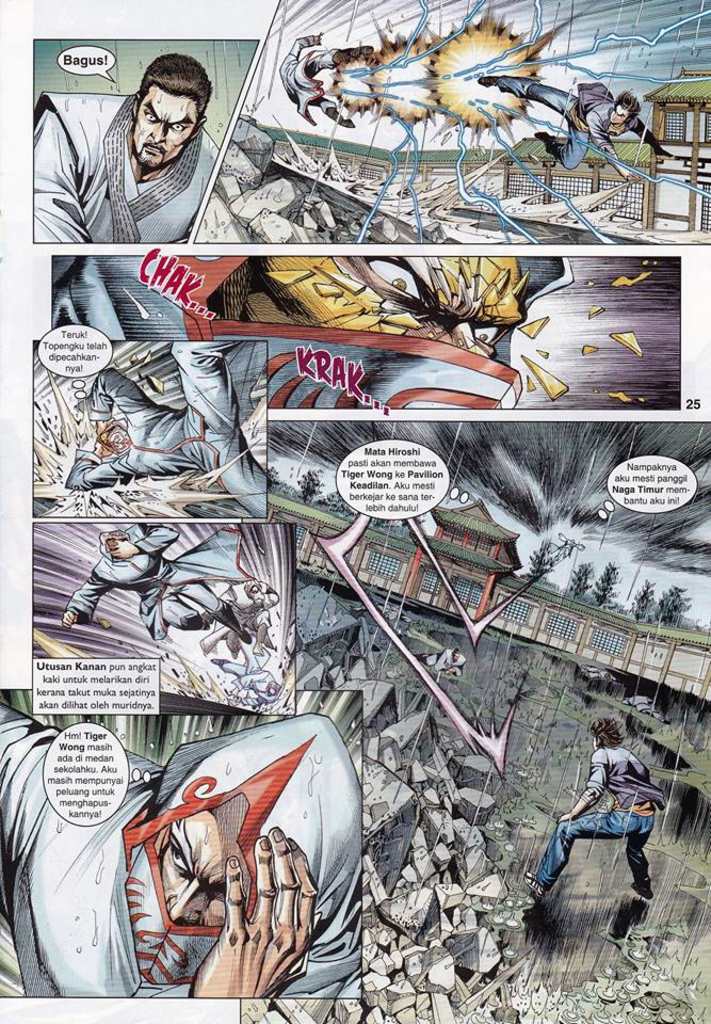 Bagus!
CHAK...
KRAK...
Teruk!
Topengku telah
dipecahkan-
nya!
25
Mata Hiroshi
pasti akan membawa
Tiger Wong ke Pavilion
Keadilan. Aku mesti
berkejar ke sana ter-
lebih dahulu!
Nampaknya
aku mesti panggil
Naga Timur mem-
bantu aku ini!
Utusan Kanan pun angkat
kaki untuk melarikan diri
kerana takut muka sejatinya
akan dilihat oleh muridnya.
Hm! Tiger
Wong masih
ada di medan
sekolahku. Aku
masih mempunyai
peluang untuk
menghapus-
kannya!